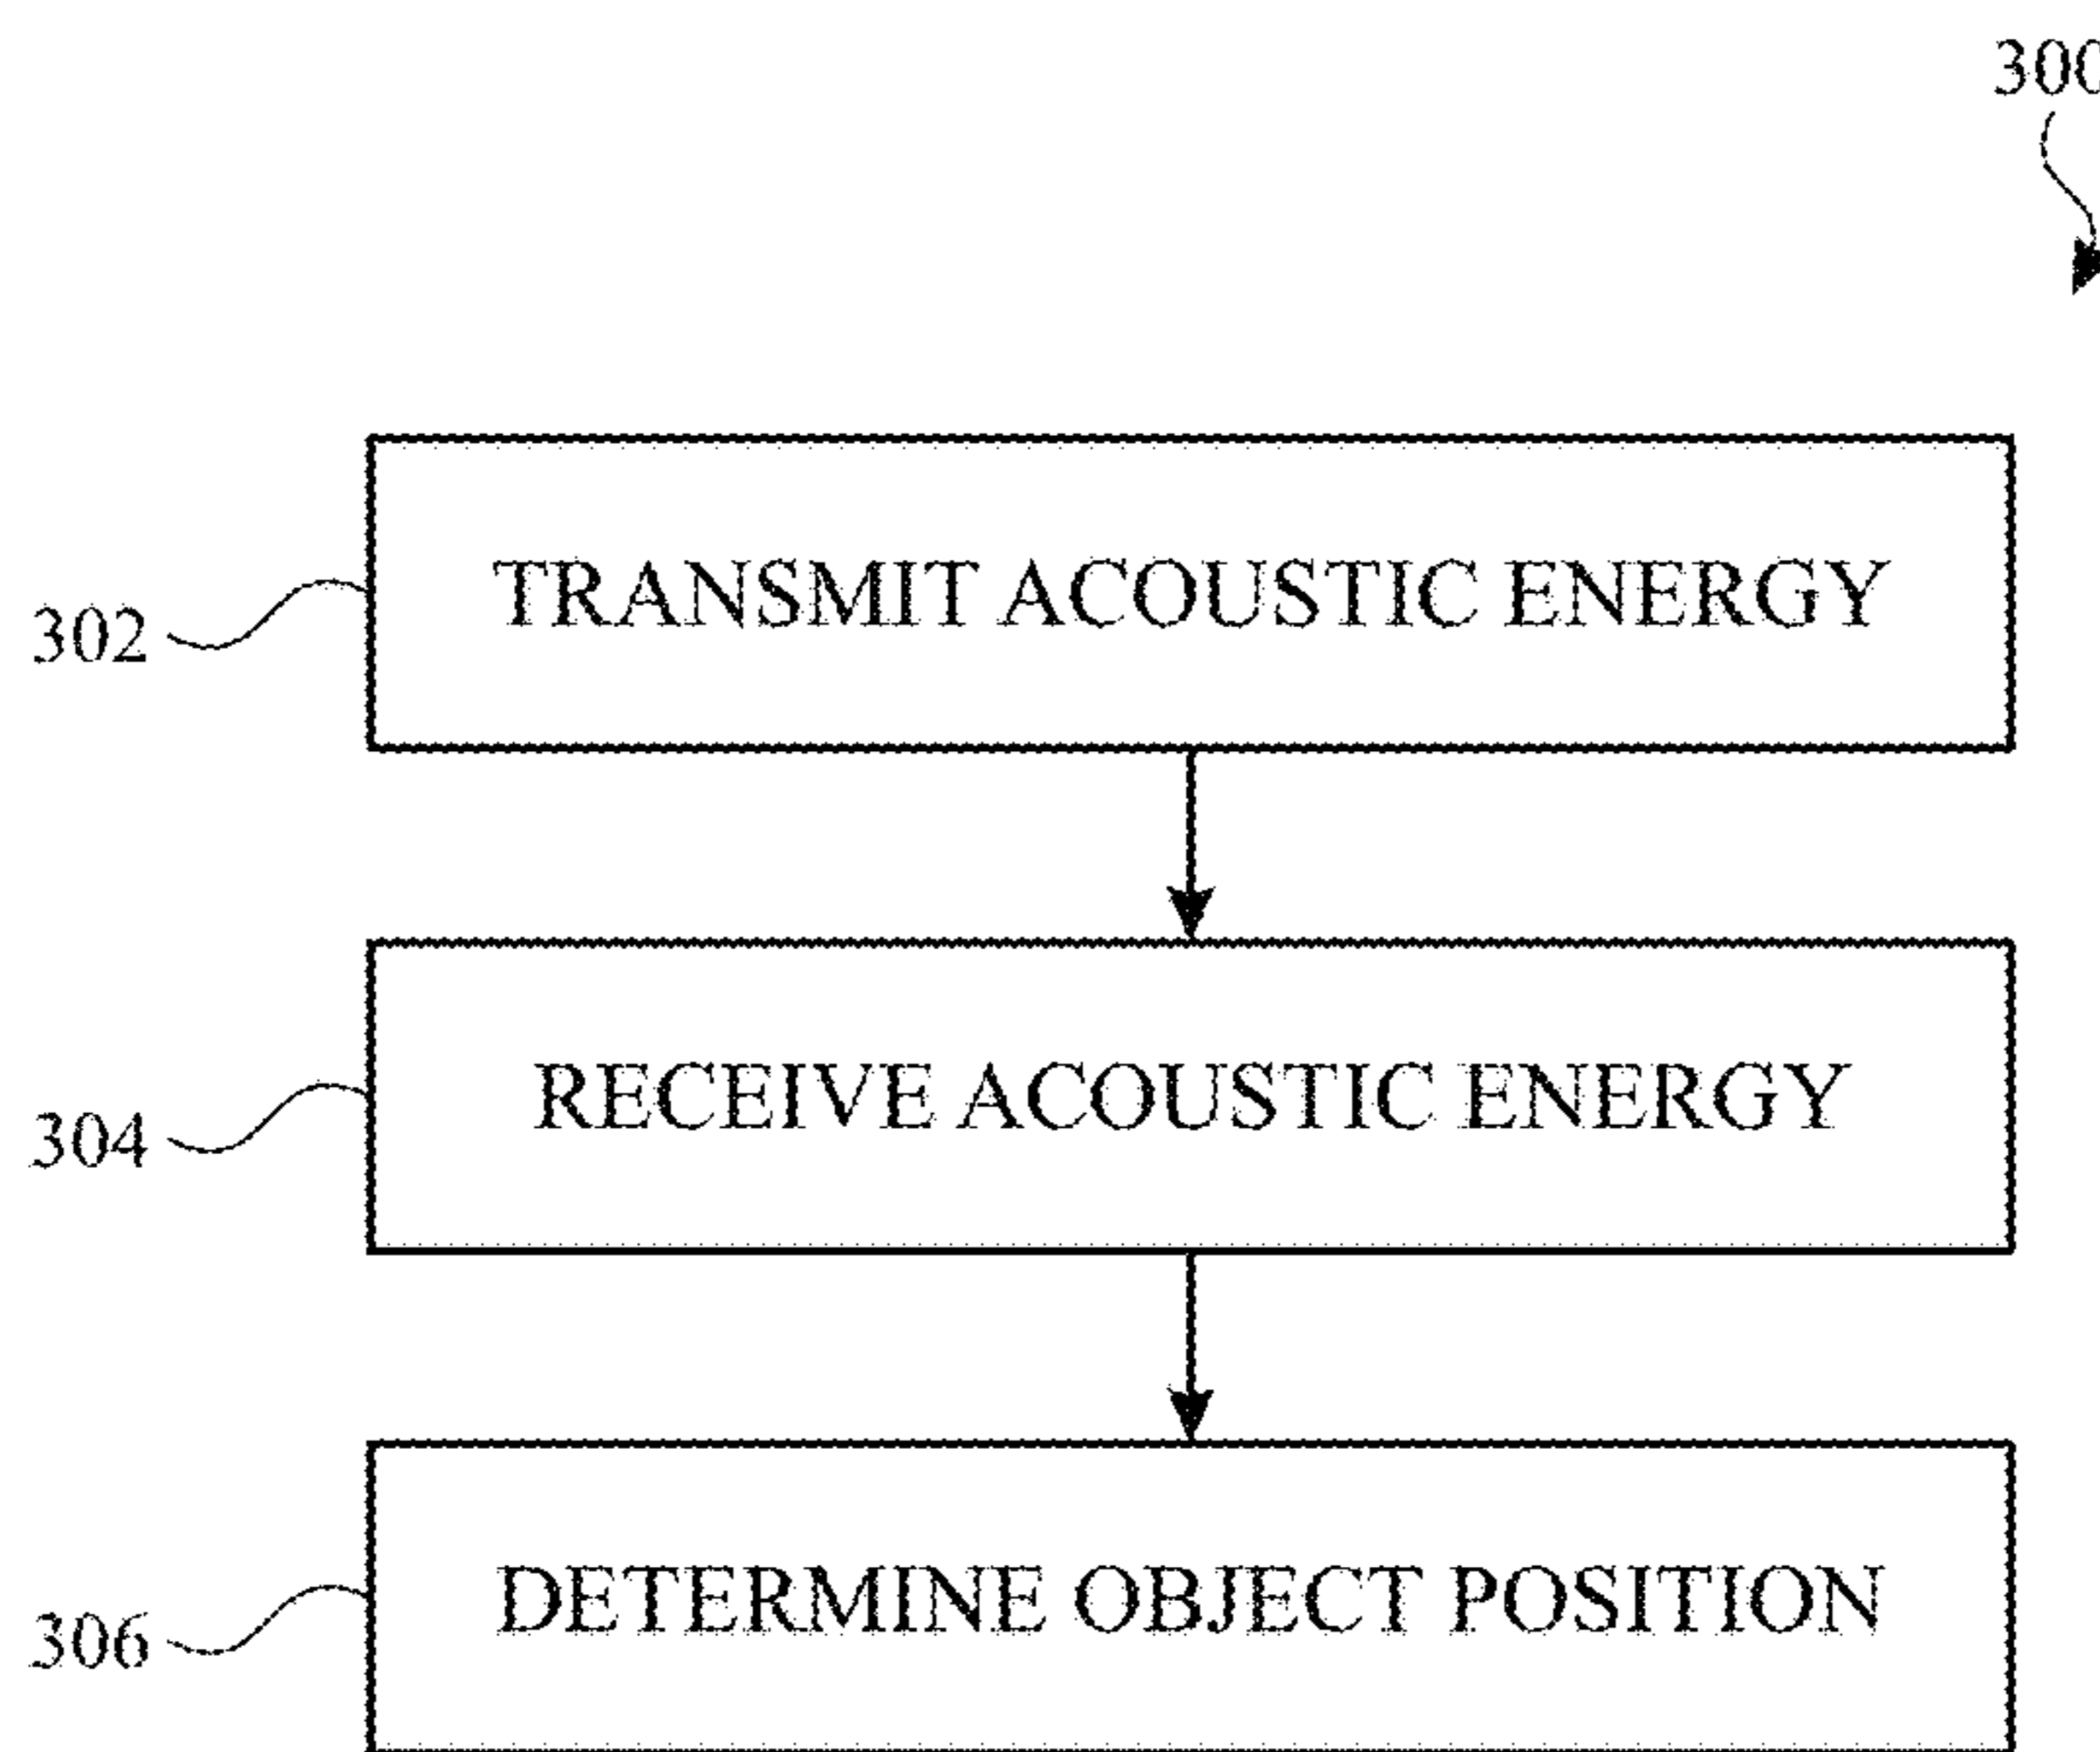 300
302
TRANSMIT ACOUSTIC ENERGY
304
RECEIVE ACOUSTIC ENERGY
306
DETERMINE OBJECT POSITION